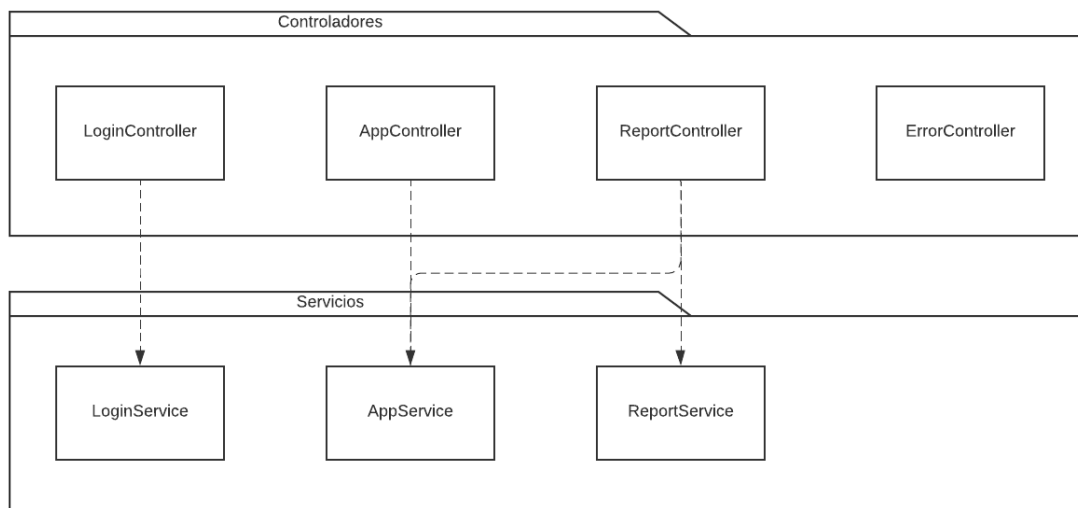 Controladores
LoginController
AppController
ReportController
ErrorController
Servicios
LoginService
AppService
ReportService